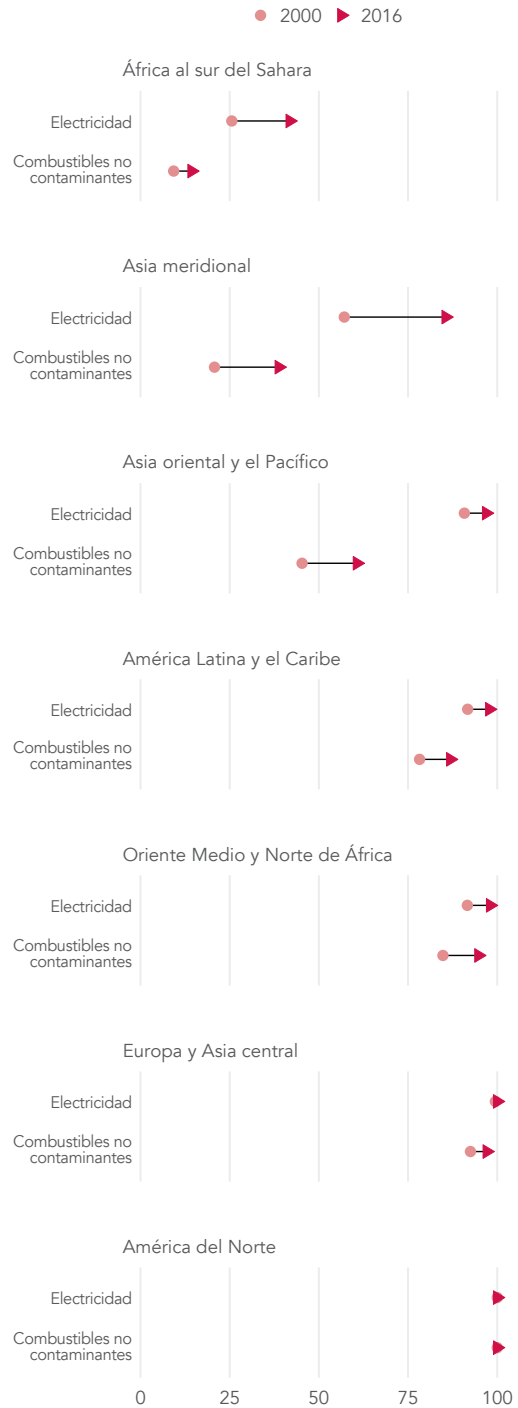 2000 2016
África al sur del Sahara
Electricidad
Combustibles no
contaminantes
Asia meridional
Electricidad
Combustibles no
contaminantes
Asia oriental y el Pacífico
Electricidad
Combustibles no
contaminantes
América Latina y el Caribe
Electricidad
Combustibles no
contaminantes
Oriente Medio y Norte de África
Electricidad
Combustibles no
contaminantes
Europa y Asia central
Electricidad
Combustibles no
contaminantes
América del Norte
Electricidad
Combustibles no
contaminantes
0 25 50 75 100